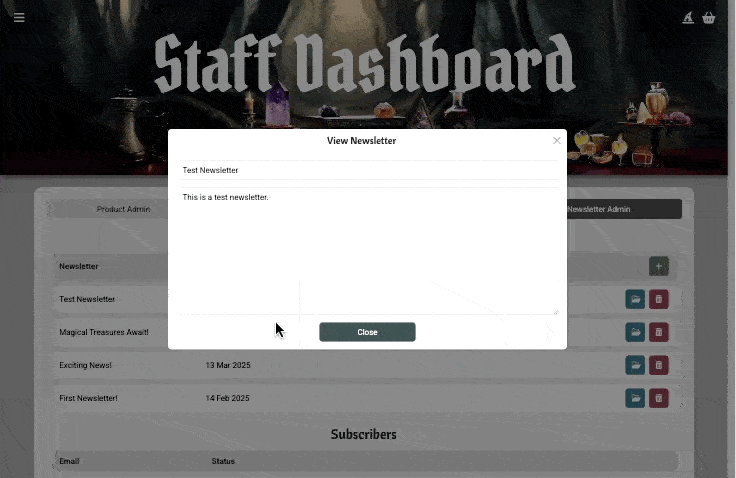 Staff Dashboard
View Newsletter
Test Newsletter
This is a test newsletter.
Close
Product Admin
Newsletter Admin
Newsletter
Test Newsletter
Magical Treasures Await!
Exciting News! 13 Mar 2025
First Newsletter! 14 Feb 2025
Subscribers
Email Status